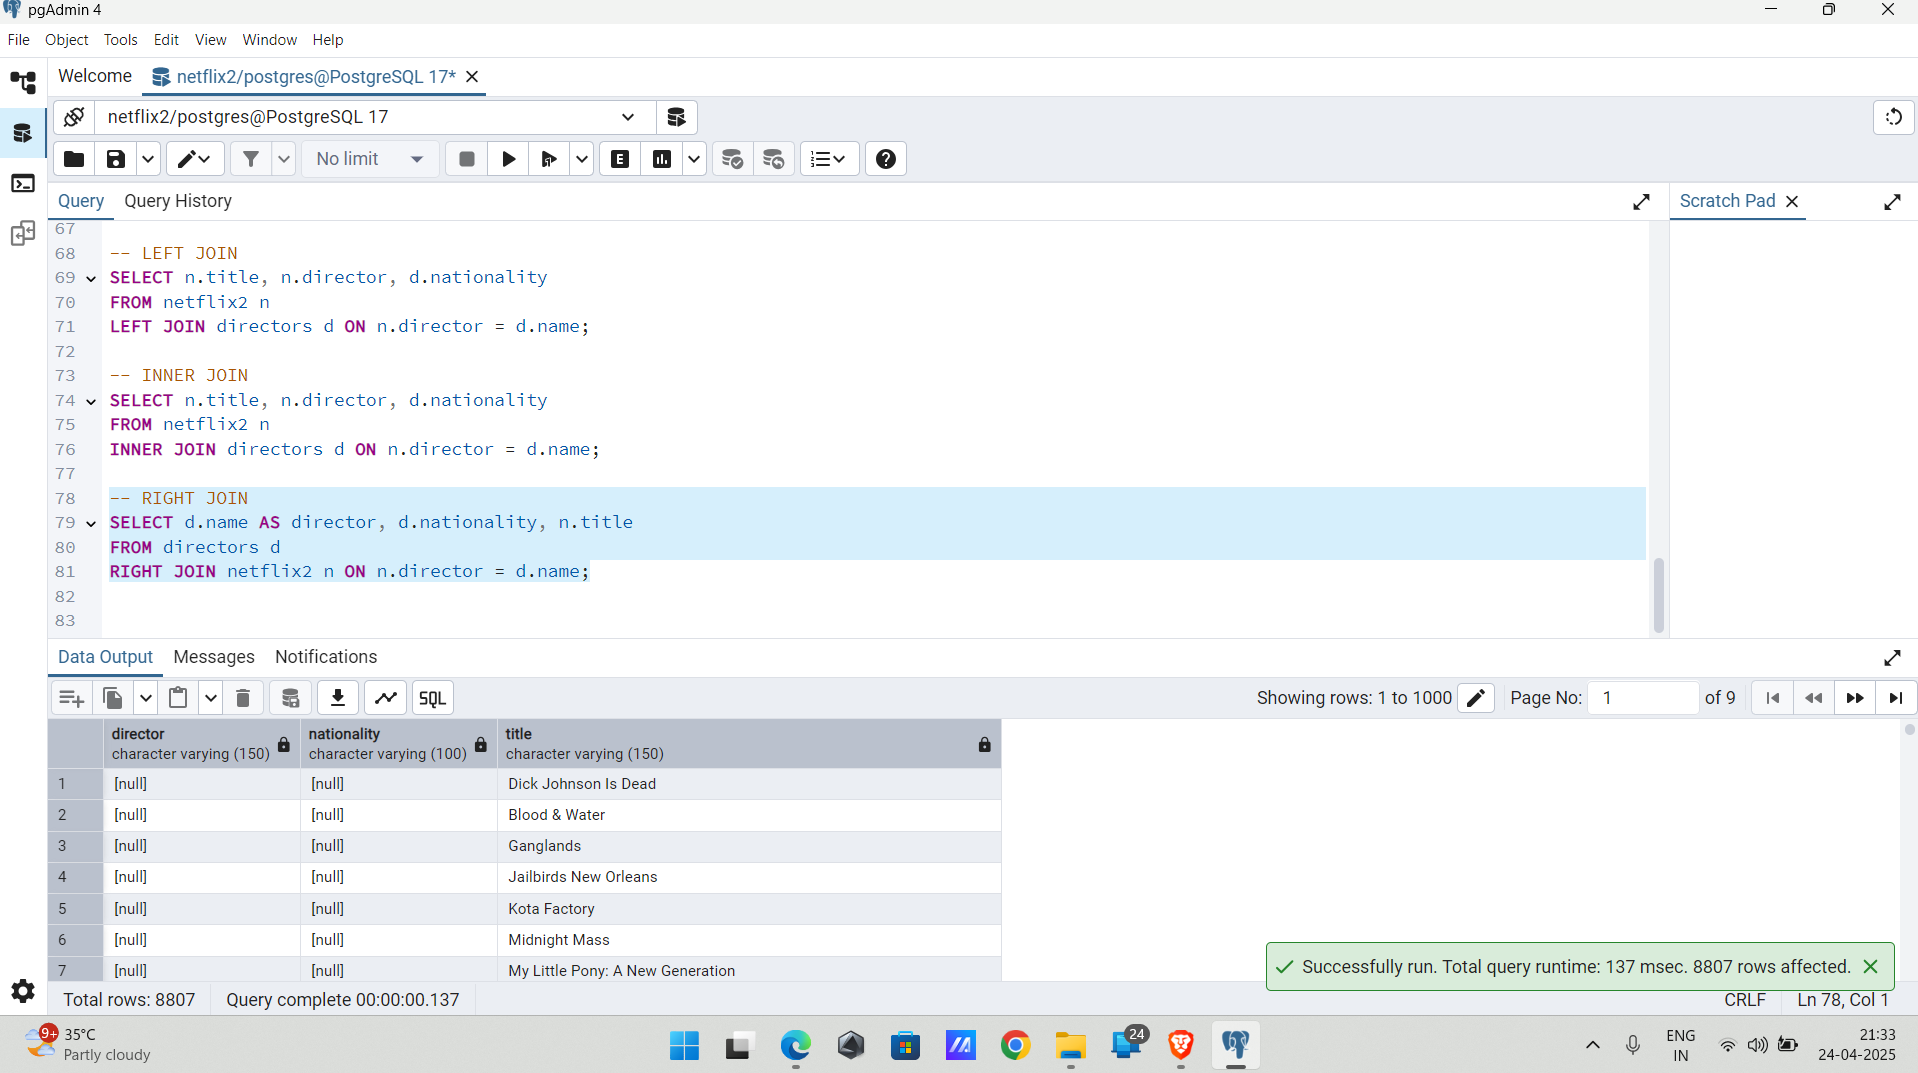 pgAdmin 4
File Object Tools Edit View Window Help
Welcome netflix2/postgres@PostgreSQL 17*
netflix2/postgres@PostgreSQL 17
No limit
E
Query Query History
Scratch Pad
67
68 -- LEFT JOIN
69 SELECT n.title, n.director, d.nationality
70 FROM netflix2 n
71 LEFT JOIN directors d ON n.director = d.name;
72
73 -- INNER JOIN
74 SELECT n.title, n.director, d.nationality
75 FROM netflix2 n
76 INNER JOIN directors d ON n.director = d.name;
77
78 -- RIGHT JOIN
79 SELECT d.name AS director, d.nationality, n.title
80 FROM directors d
81 RIGHT JOIN netflix2 n ON n.director = d.name;
82
83
Data Output Messages Notifications
SQL Showing rows: 1 to 1000 Page No: 1 of 9
director nationality title
character varying (150) character varying (100) character varying (150)
1 [null] [null] Dick Johnson Is Dead
2 [null] [null] Blood & Water
3 [null] [null] Ganglands
4 [null] [null] Jailbirds New Orleans
5 [null] [null] Kota Factory
6 [null] [null] Midnight Mass
7 [null] [null] My Little Pony: A New Generation
Successfully run. Total query runtime: 137 msec. 8807 rows affected.
Total rows: 8807 Query complete 00:00:00.137 CRLF Ln 78, Col 1
9+ 35°C
Partly cloudy
24
ENG
IN
21:33
24-04-2025